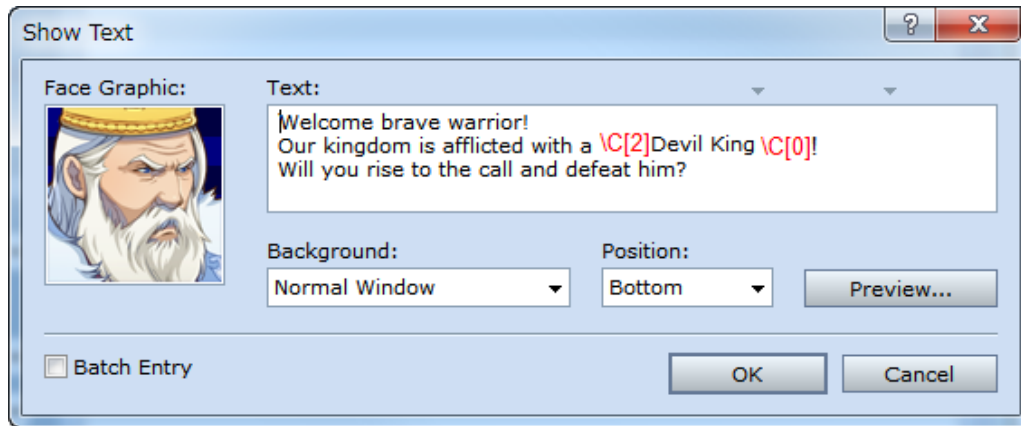 Show Text
Face Graphic:
Text:
Welcome brave warrior!
Our kingdom is afflicted with a \C[2]Devil King \C[0]!
Will you rise to the call and defeat him?
Background:
Position:
Normal Window
Bottom
Preview...
Batch Entry
OK
Cancel